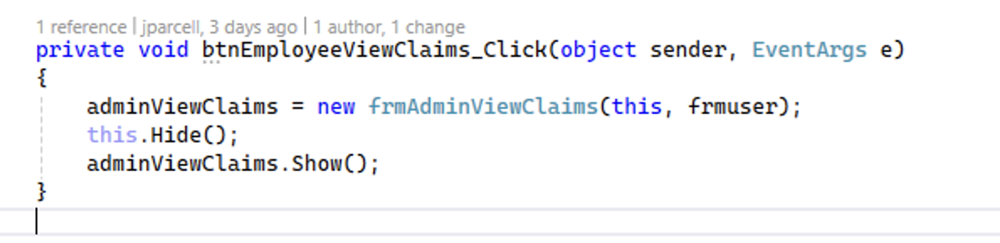 1 reference | jparcell, 3 days ago | 1 author, 1 change
private void btnEmployeeViewClaims_Click(object sender, EventArgs e)
{
    adminViewClaims = new frmAdminViewClaims(this, frmuser);
    this.Hide();
    adminViewClaims.Show();
}